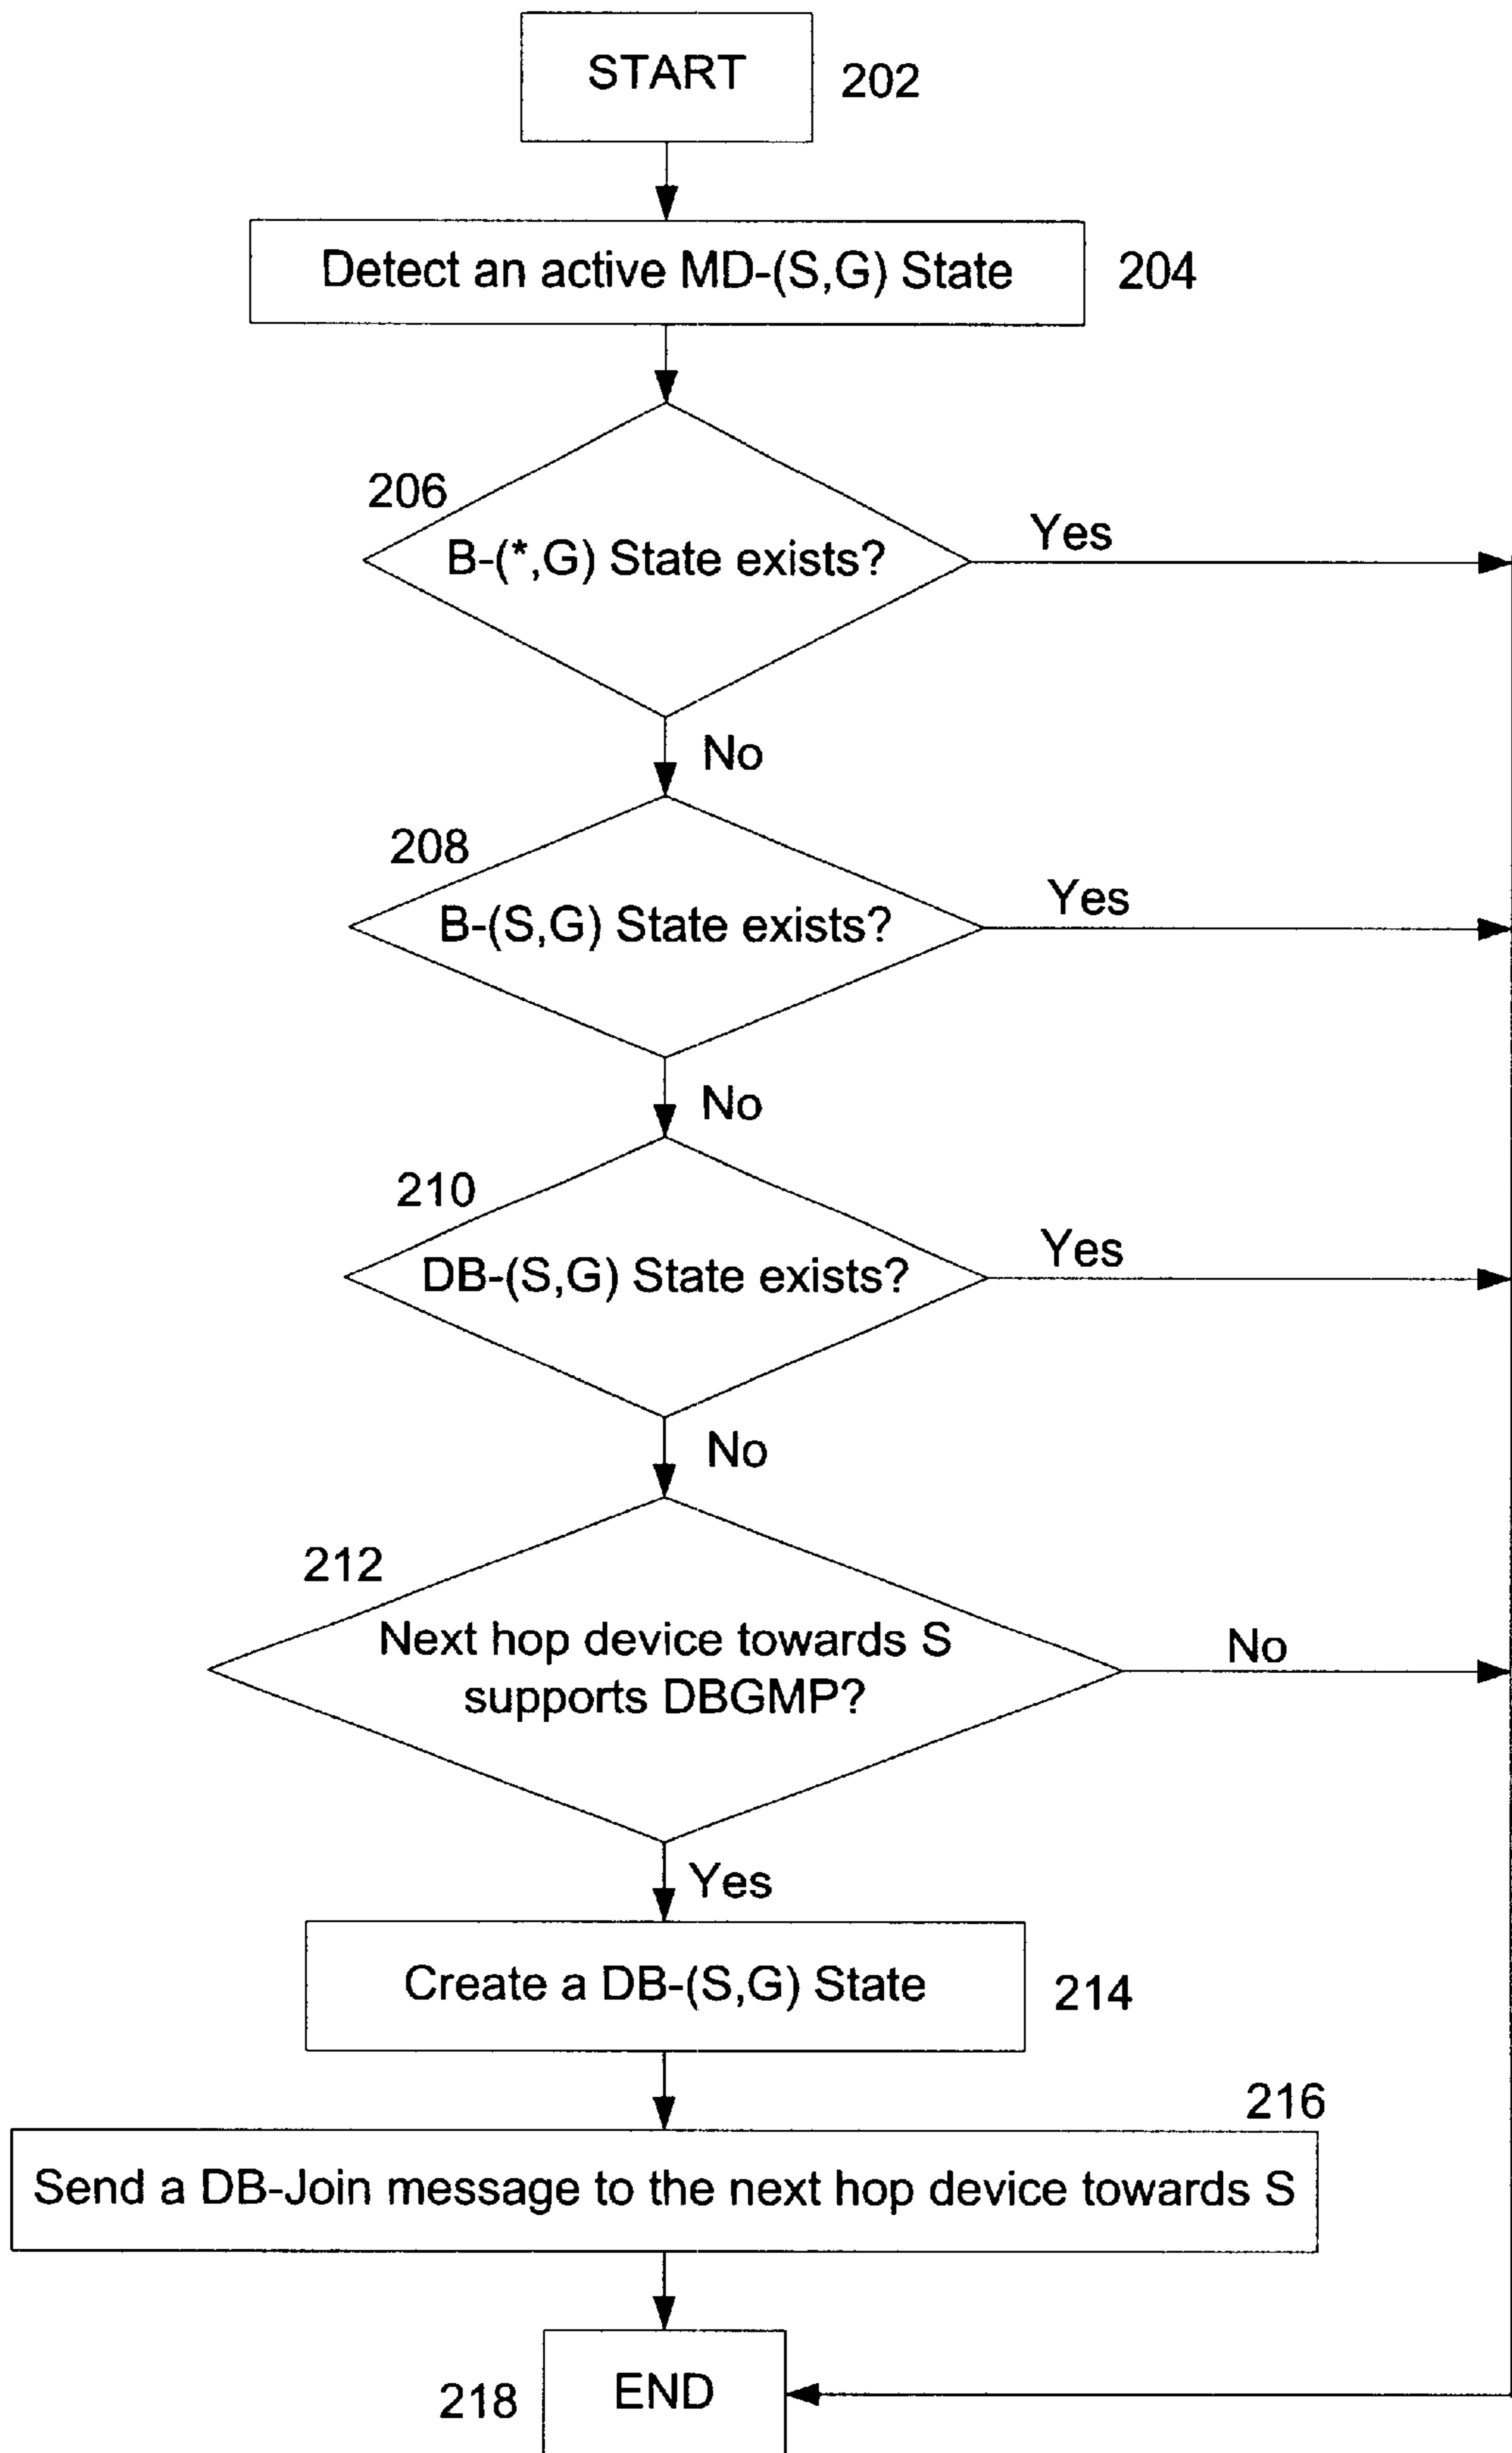 START
202
Detect an active MD-(S,G) State
204
206
B-(*,G) State exists?
Yes
No
208
B-(S,G) State exists?
Yes
No
210
DB-(S,G) State exists?
Yes
No
212
Next hop device towards S
supports DBGMP?
No
Yes
Create a DB-(S,G) State
214
216
Send a DB-Join message to the next hop device towards S
END
218